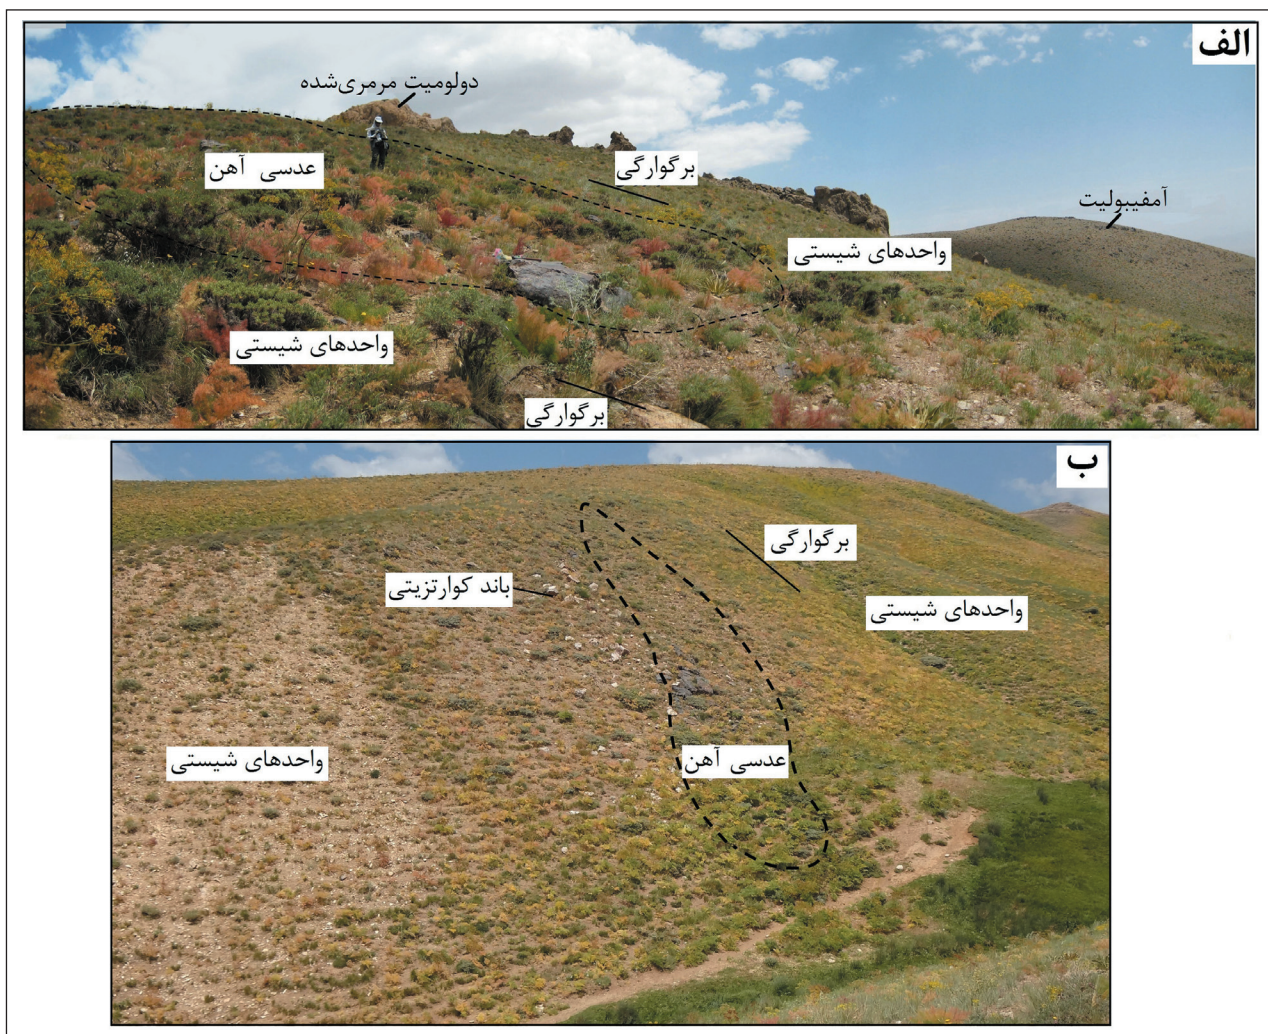 الف
دولومیت مرمری‌شده
عدسی آهن
برگوارگی
آمفیبولیت
واحدهای شیستی
واحدهای شیستی
برگوارگی
ب
برگوارگی
باند کوارتزیتی
واحدهای شیستی
واحدهای شیستی
عدسی آهن